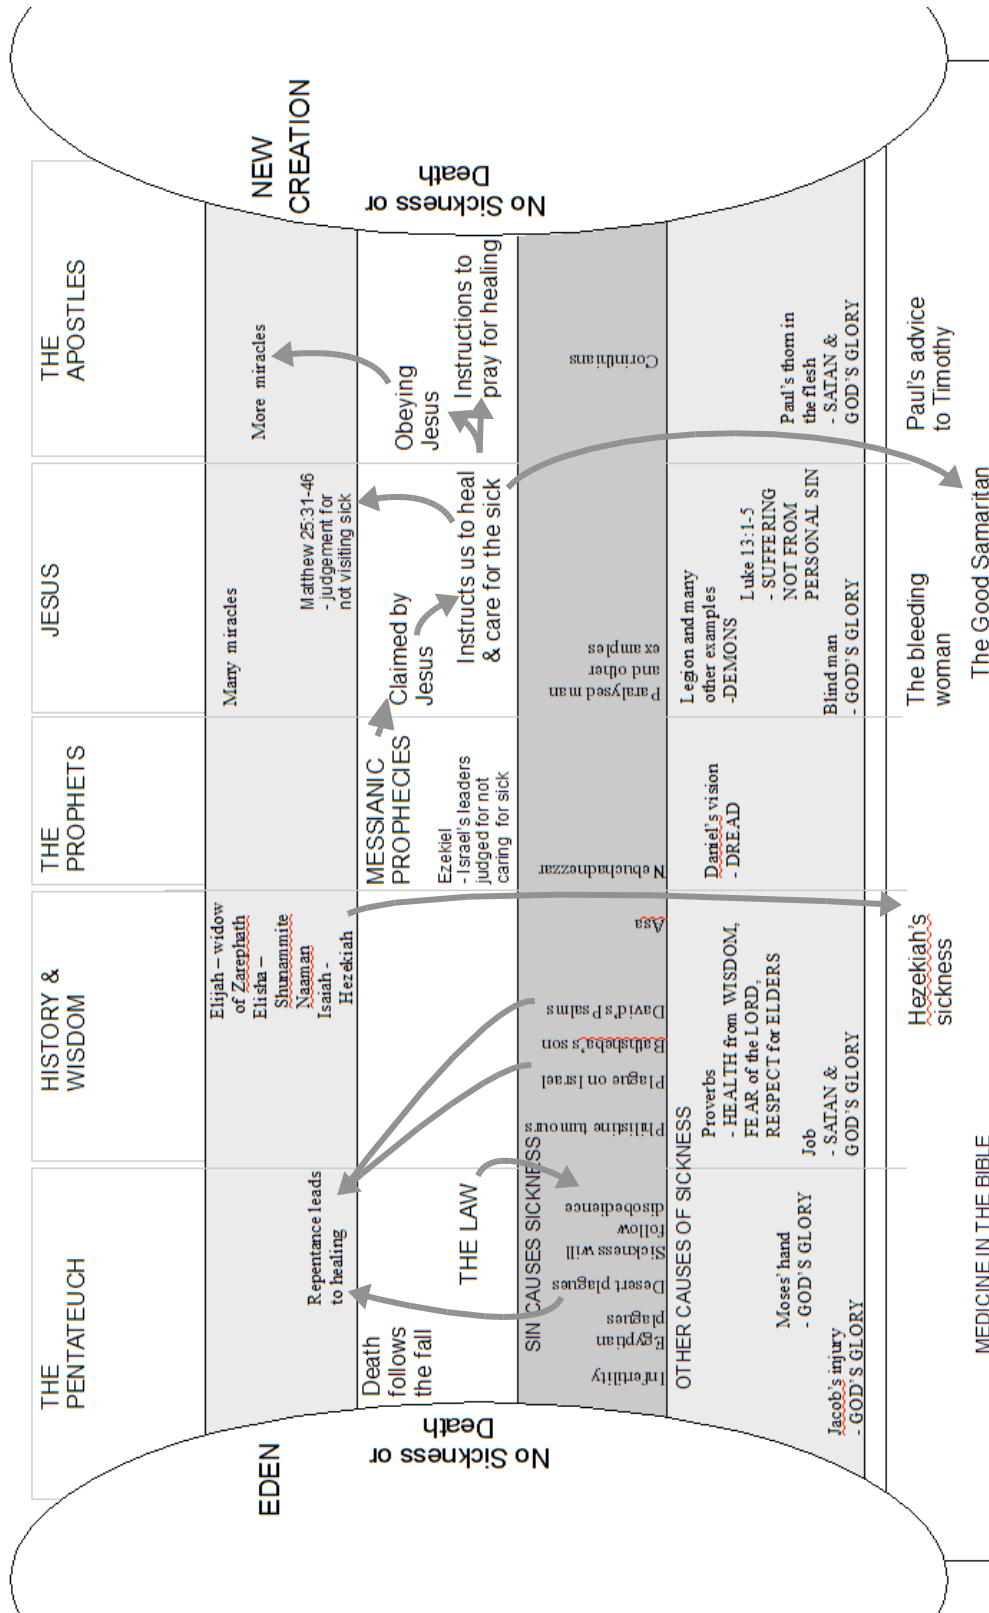 THE
PENTATEUCH
HISTORY &
WISDOM
THE
PROPHETS
JESUS
THE
APOSTLES
EDEN
No Sickness or
Death
NEW
CREATION
No Sickness or
Death
Repentance leads
to healing
Elijah – widow
of Zarephath
Elisha –
Shunammite
Naaman
Isaiah -
Hezekiah
Many miracles
Matthew 25:31-46
- judgement for
not visiting sick
More miracles
Death
follows
the fall
THE LAW
MESSIANIC
PROPHECIES
Ezekiel
- Israel's leaders
judged for not
caring for sick
Claimed by
Jesus
Instructs us to heal
& care for the sick
Obeying
Jesus
Instructions to
pray for healing
SIN CAUSES SICKNESS
Infertility
Egyptian
plagues
Desert plagues
Sickness will
follow
disobedience
Philistine tumours
Plague on Israel
Bathsheba's son
David's Psalms
Asa
Nebuchadnezzar
Paralysed man
and other
examples
Corinthians
OTHER CAUSES OF SICKNESS
Jacob's injury
- GOD'S GLORY
Moses' hand
- GOD'S GLORY
Proverbs
- HEALTH from WISDOM,
FEAR of the LORD,
RESPECT for ELDERS
Job
- SATAN &
GOD'S GLORY
Daniel's vision
- DREAD
Legion and many
other examples
-DEMONS
Luke 13:1-5
- SUFFERING
NOT FROM
PERSONAL SIN
Blind man
- GOD'S GLORY
Paul's thorn in
the flesh
- SATAN &
GOD'S GLORY
MEDICINE IN THE BIBLE
Hezekiah's
sickness
The bleeding
woman
The Good Samaritan
Paul's advice
to Timothy